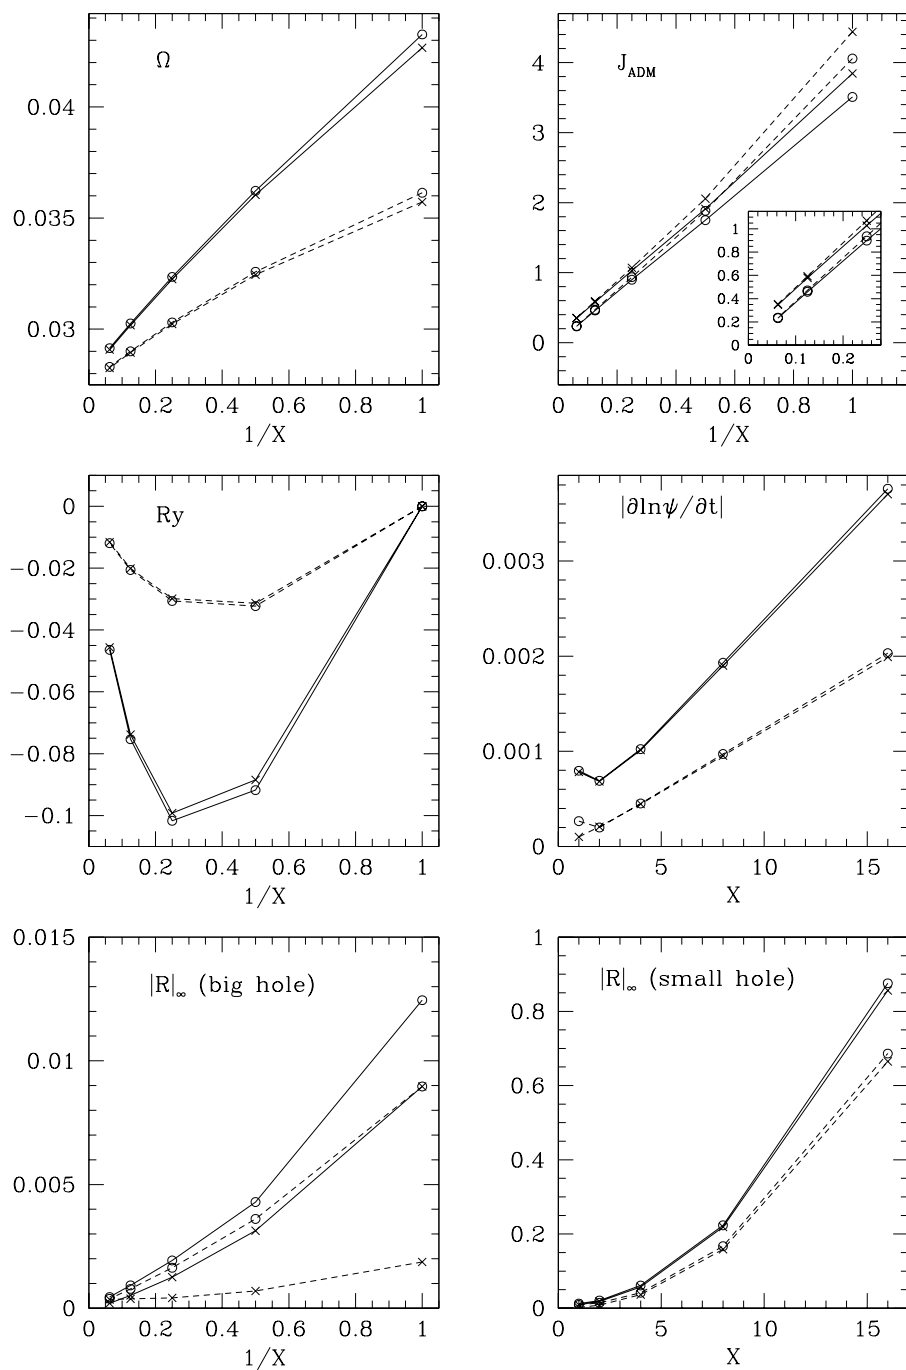 Ω
0.04
0.035
0.03
0 0.2 0.4 0.6 0.8 1
1/X
J_ADM
4
3
2
1
0
1
0.8
0.6
0.4
0.2
0
0 0.1 0.2
0 0.2 0.4 0.6 0.8 1
1/X
Ry
0
−0.02
−0.04
−0.06
−0.08
−0.1
0 0.2 0.4 0.6 0.8 1
1/X
|∂lnψ/∂t|
0.003
0.002
0.001
0
0 5 10 15
X
|R|∞ (big hole)
0.015
0.01
0.005
0
0 0.2 0.4 0.6 0.8 1
1/X
|R|∞ (small hole)
1
0.8
0.6
0.4
0.2
0
0 5 10 15
X